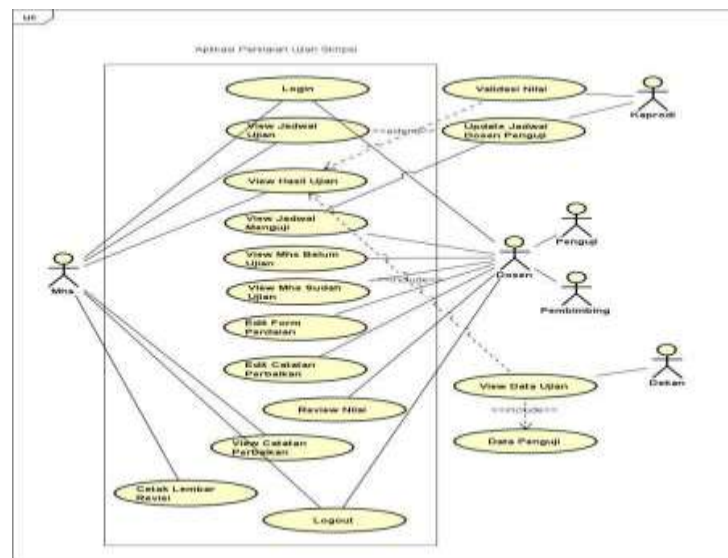 uc
Aplikasi Penilaian Ujian Skripsi
Login
Validasi Nilai
View Jadwal
Ujian
Update Jadwal
Dosen Penguji
Kaprodi
View Hasil Ujian
View Jadwal
Menguji
Penguji
View Mhs Belum
Ujian
Dosen
Mhs
<<include>>
View Mhs Sudah
Ujian
Pembimbing
Edit Form
Penilaian
Edit Catatan
Perbaikan
View Data Ujian
Dekan
Review Nilai
<<include>>
View Catatan
Perbaikan
Data Penguji
Cetak Lembar
Revisi
Logout